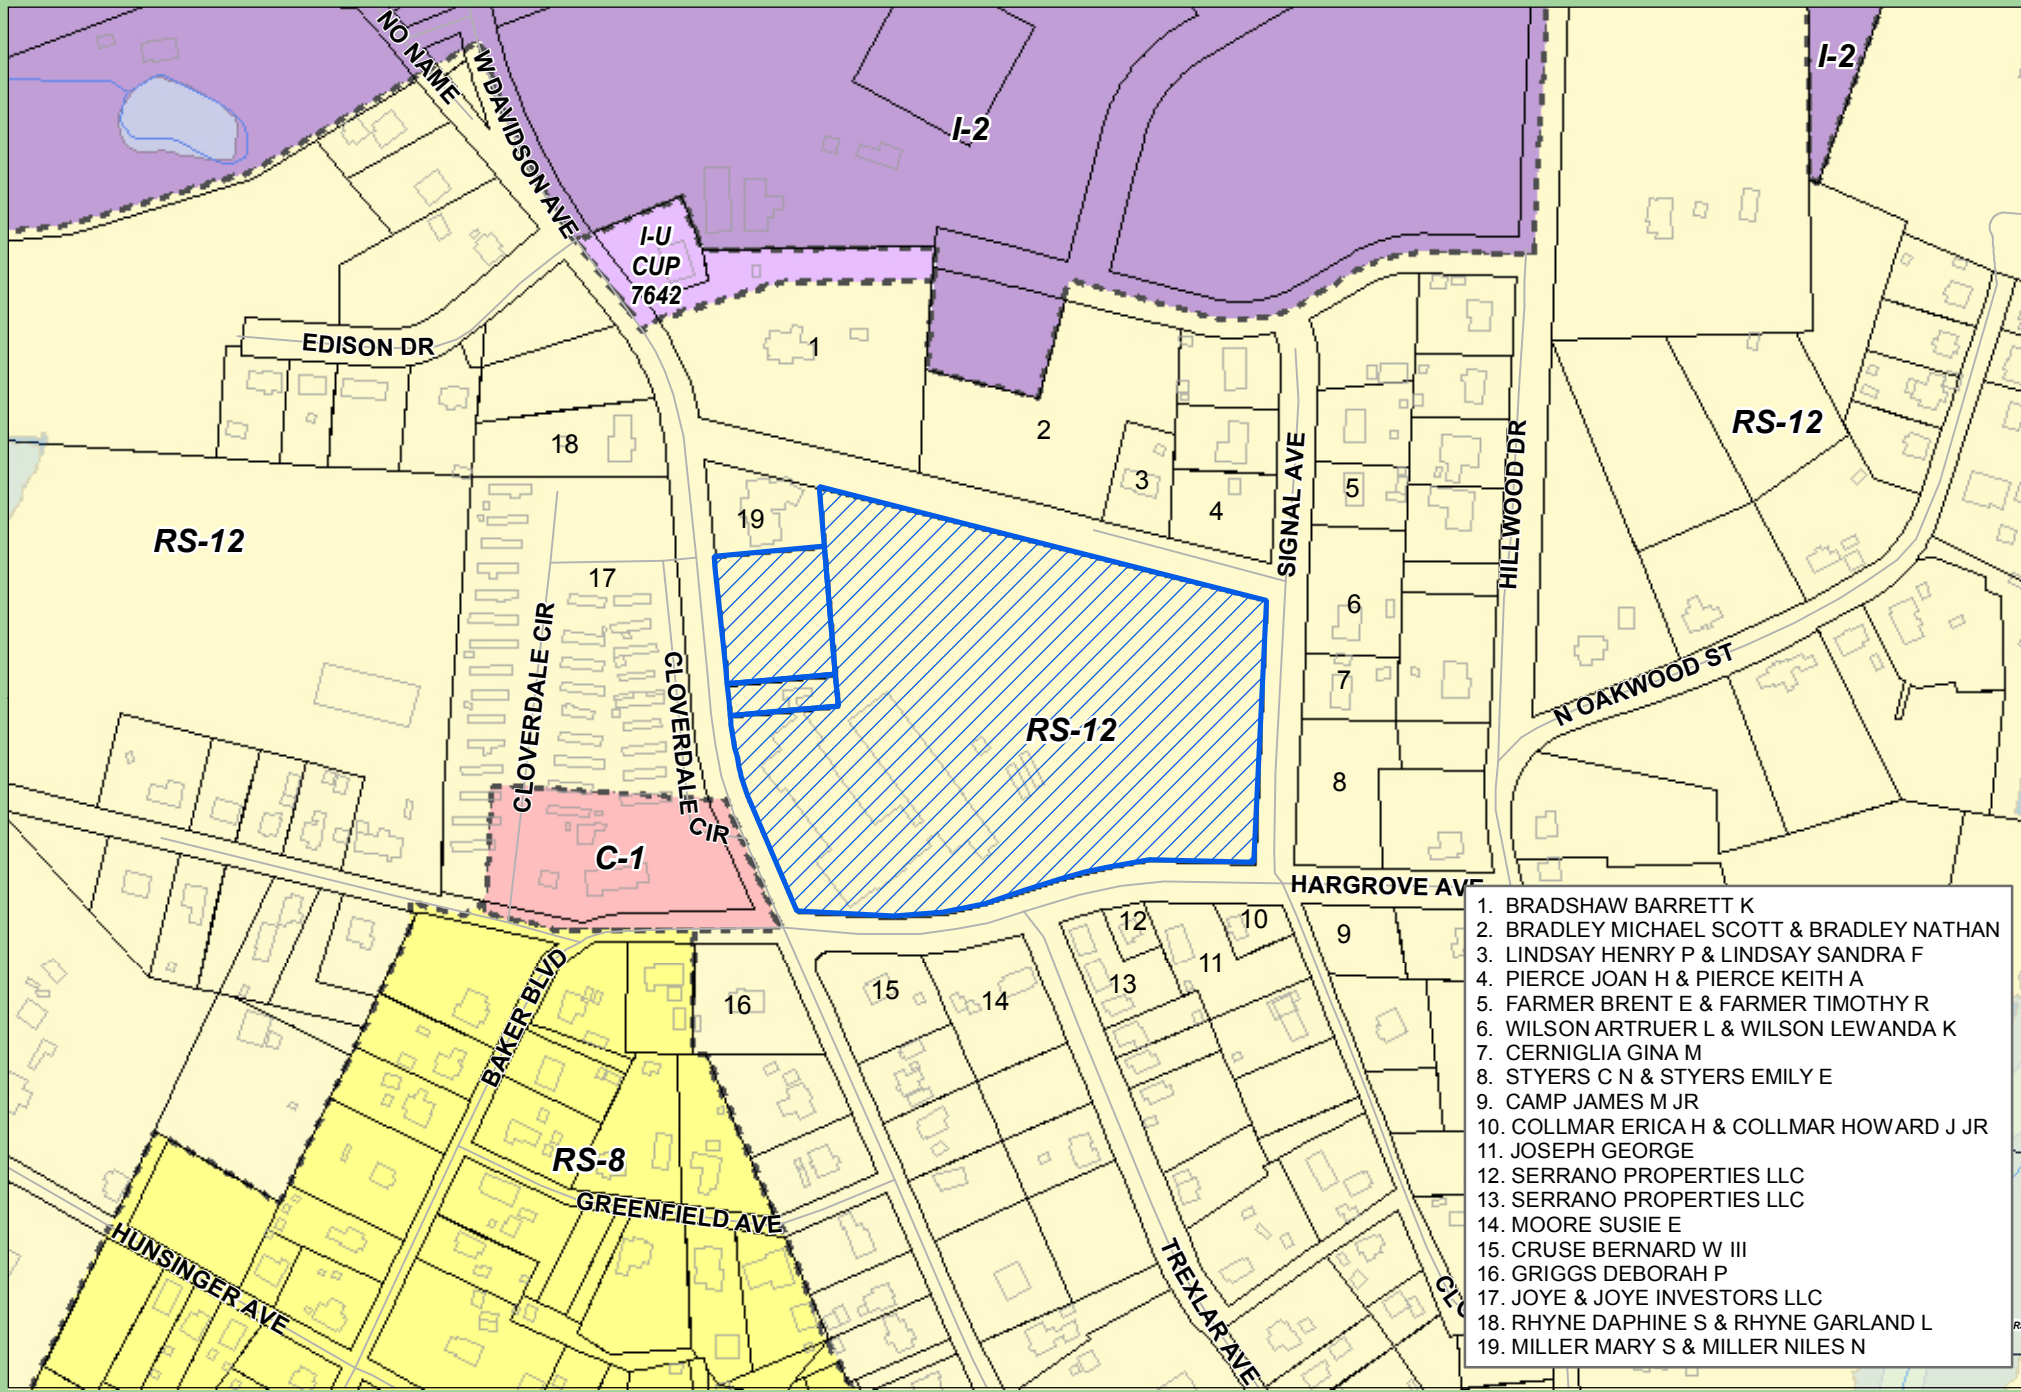 NO NAME
W DAVIDSON AVE
I-2
I-2
I-U
CUP
7642
EDISON DR
1
2
3
4
5
6
7
8
18
19
17
RS-12
RS-12
RS-12
SIGNAL AVE
HILLWOOD DR
N OAKWOOD ST
CLOVERDALE CIR
CLOVERDALE CIR
C-1
HARGROVE AVE
12
10
9
11
13
14
15
16
BAKER BLVD
RS-8
GREENFIELD AVE
HUNSINGER AVE
TREXLAR AVE
1. BRADSHAW BARRETT K
2. BRADLEY MICHAEL SCOTT & BRADLEY NATHAN
3. LINDSAY HENRY P & LINDSAY SANDRA F
4. PIERCE JOAN H & PIERCE KEITH A
5. FARMER BRENT E & FARMER TIMOTHY R
6. WILSON ARTRUER L & WILSON LEWANDA K
7. CERNIGLIA GINA M
8. STYERS C N & STYERS EMILY E
9. CAMP JAMES M JR
10. COLLMAR ERICA H & COLLMAR HOWARD J JR
11. JOSEPH GEORGE
12. SERRANO PROPERTIES LLC
13. SERRANO PROPERTIES LLC
14. MOORE SUSIE E
15. CRUSE BERNARD W III
16. GRIGGS DEBORAH P
17. JOYE & JOYE INVESTORS LLC
18. RHYNE DAPHINE S & RHYNE GARLAND L
19. MILLER MARY S & MILLER NILES N